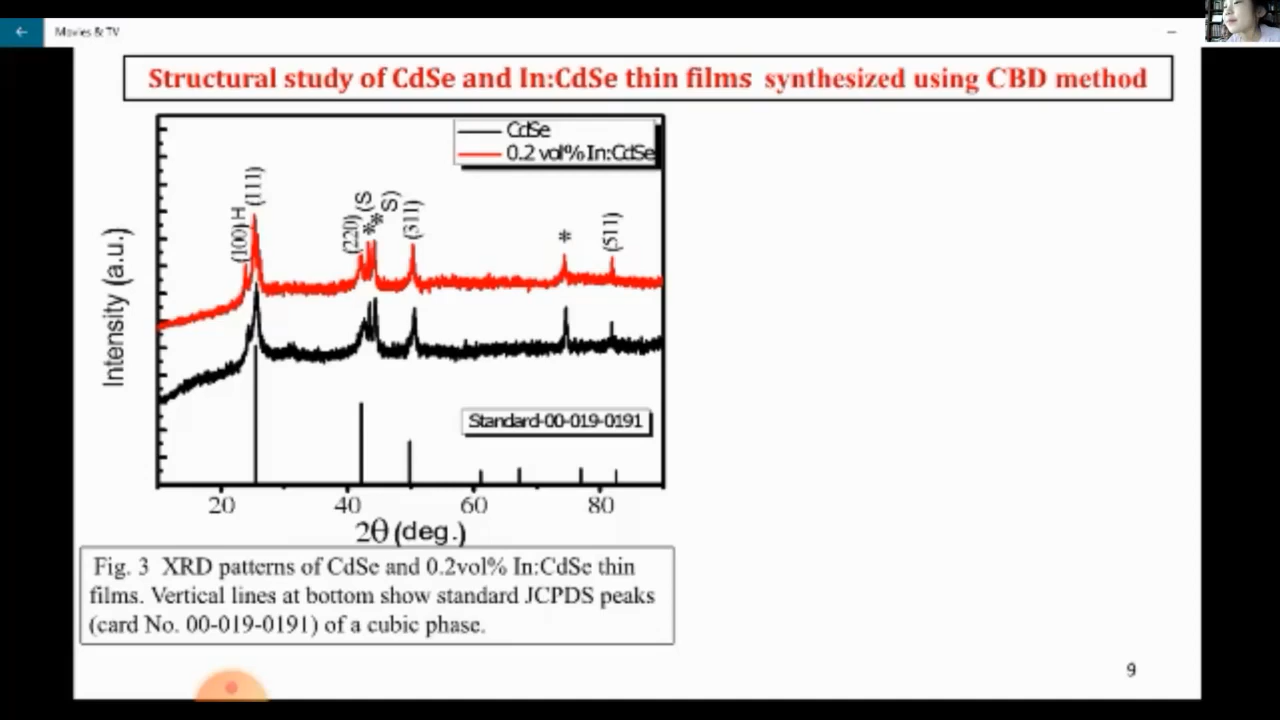 Movies & TV
Structural study of CdSe and In:CdSe thin films synthesized using CBD method
CdSe
0.2 vol% In:CdSe
(100) H
(111)
(220)
(S
*
*
S)
(311)
*
(511)
Intensity (a.u.)
Standard-00-019-0191
20 40 60 80
2θ (deg.)
Fig. 3 XRD patterns of CdSe and 0.2vol% In:CdSe thin
films. Vertical lines at bottom show standard JCPDS peaks
(card No. 00-019-0191) of a cubic phase.
9